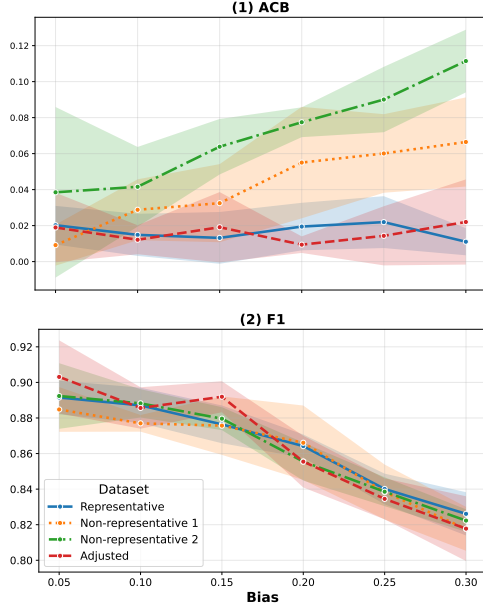 (1) ACB
0.12
0.10
0.08
0.06
0.04
0.02
0.00
(2) F1
0.92
0.90
0.88
0.86
0.84
0.82
0.80
Dataset
Representative
Non-representative 1
Non-representative 2
Adjusted
0.05 0.10 0.15 0.20 0.25 0.30
Bias